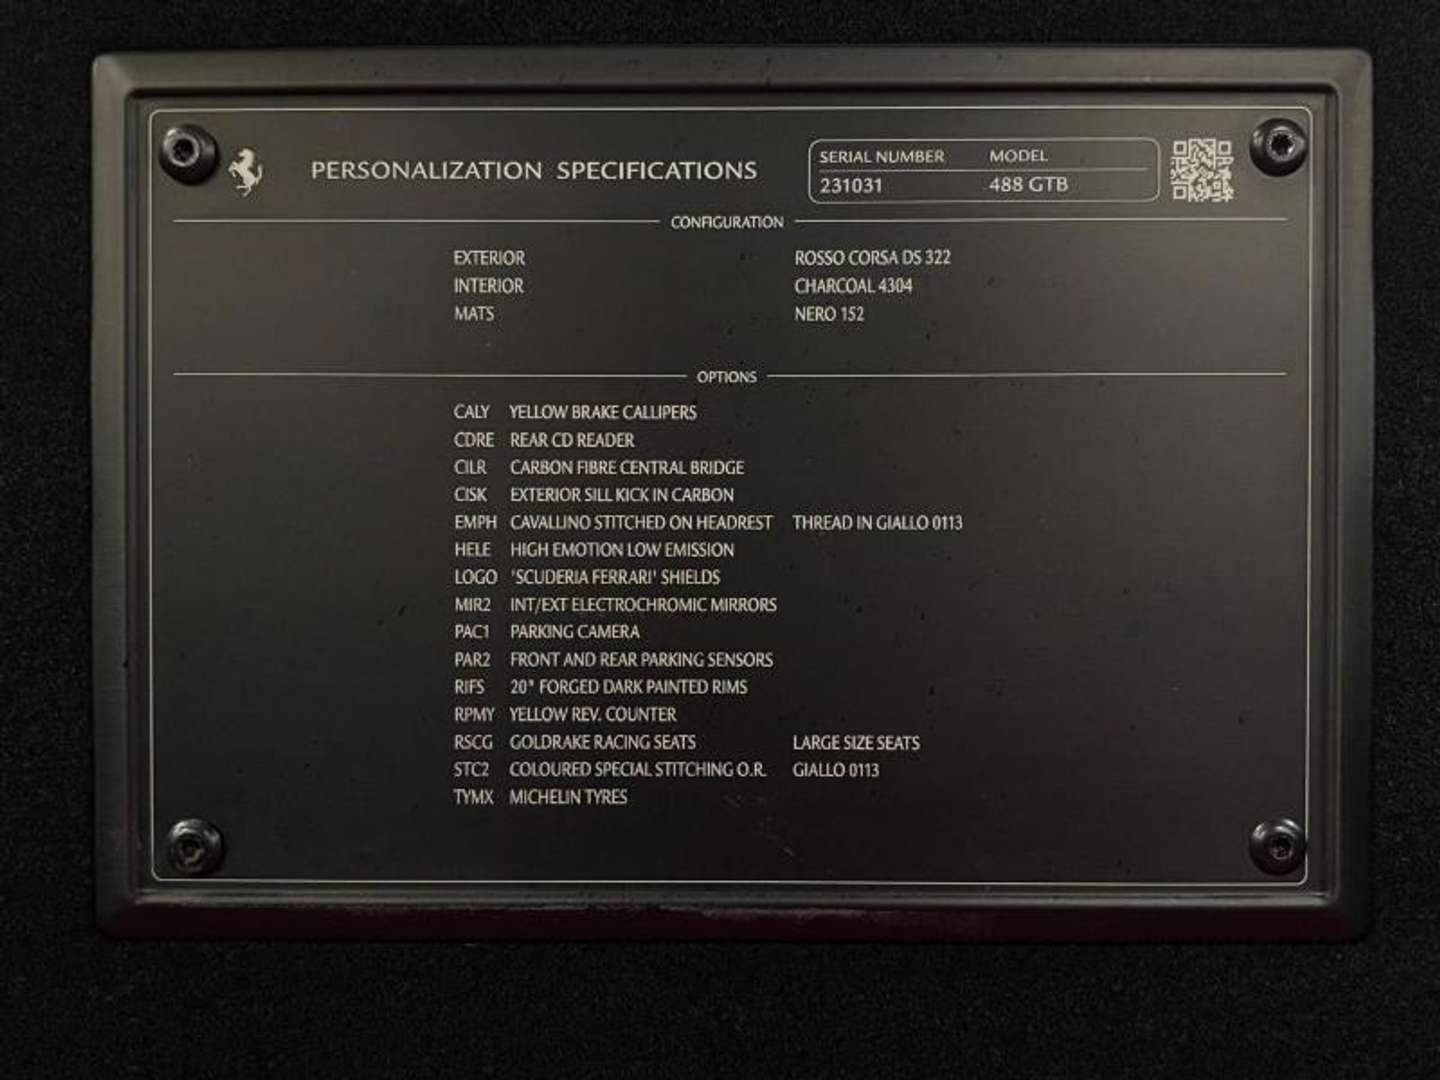 PERSONALIZATION SPECIFICATIONS
SERIAL NUMBER MODEL
231031 488 GTB
CONFIGURATION
EXTERIOR ROSSO CORSA DS 322
INTERIOR CHARCOAL 4304
MATS NERO 152
OPTIONS
CALY YELLOW BRAKE CALLIPERS
CDRE REAR CD READER
CILR CARBON FIBRE CENTRAL BRIDGE
CISK EXTERIOR SILL KICK IN CARBON
EMPH CAVALLINO STITCHED ON HEADREST THREAD IN GIALLO 0113
HELE HIGH EMOTION LOW EMISSION
LOGO 'SCUDERIA FERRARI' SHIELDS
MIR2 INT/EXT ELECTROCHROMIC MIRRORS
PAC1 PARKING CAMERA
PAR2 FRONT AND REAR PARKING SENSORS
RIFS 20" FORGED DARK PAINTED RIMS
RPMY YELLOW REV. COUNTER
RSCG GOLDRAKE RACING SEATS LARGE SIZE SEATS
STC2 COLOURED SPECIAL STITCHING O.R. GIALLO 0113
TYMX MICHELIN TYRES